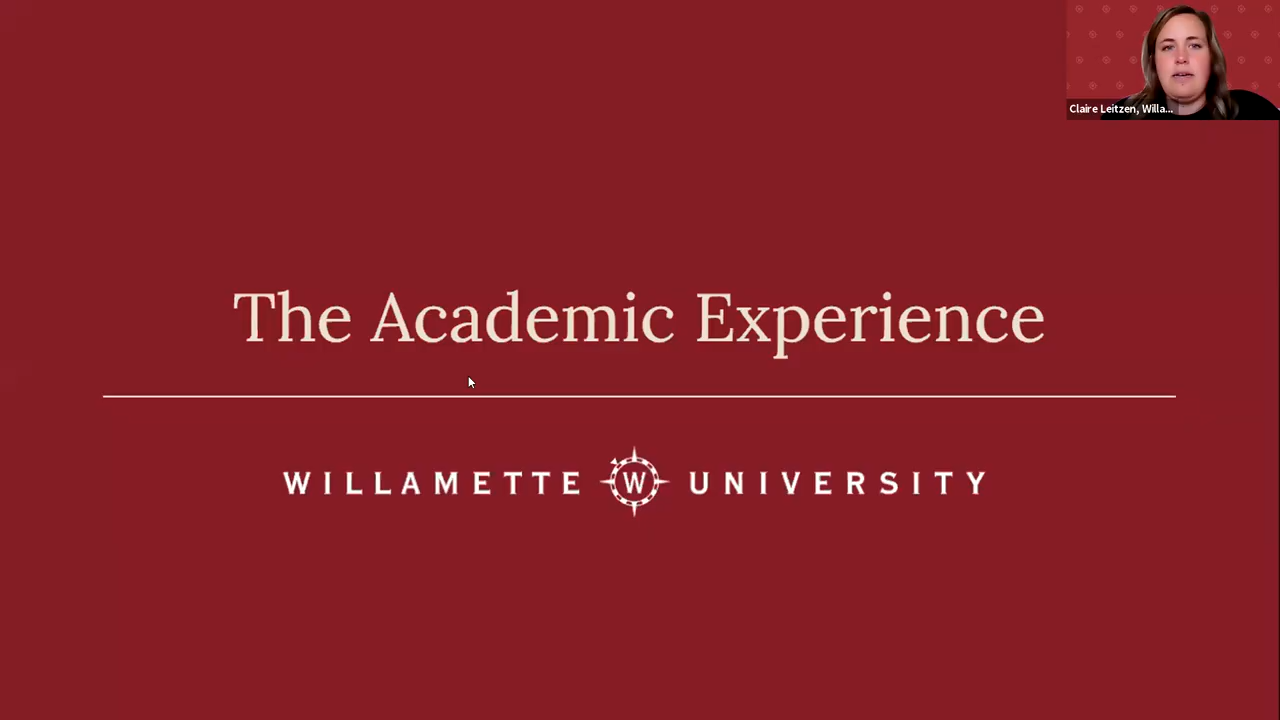 Claire Leitzen, Willa...
The Academic Experience
WILLAMETTE W UNIVERSITY